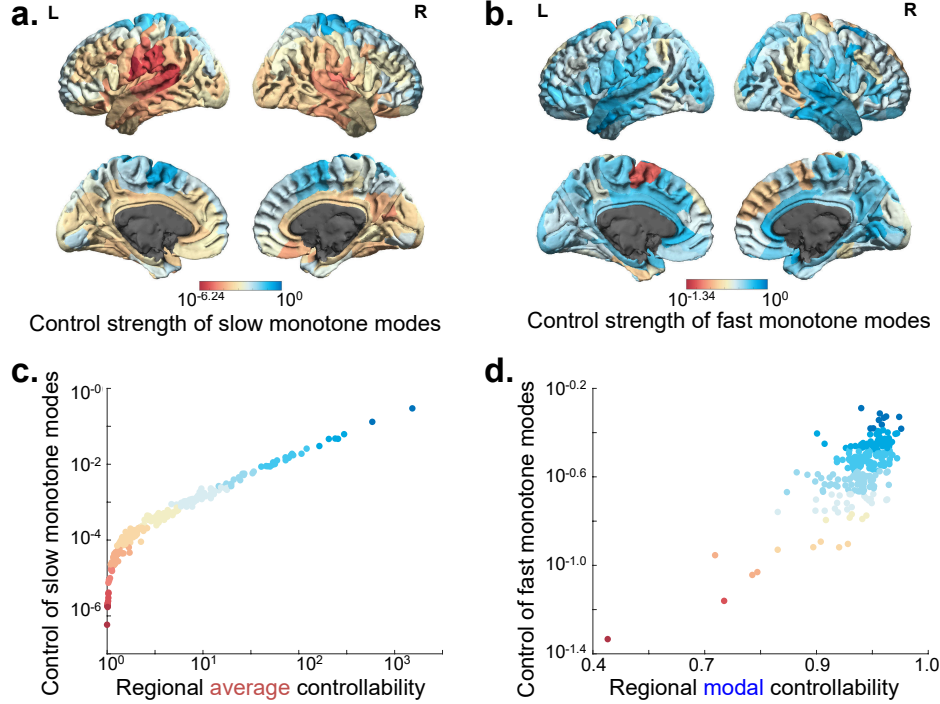 a. L R
b. L R
10^-6.24 10^0
Control strength of slow monotone modes
10^-1.34 10^0
Control strength of fast monotone modes
c.
Control of slow monotone modes
10^-0
10^-2
10^-4
10^-6
10^0 10^1 10^2 10^3
Regional average controllability
d.
Control of fast monotone modes
10^-0.2
10^-0.6
10^-1.0
10^-1.4
0.4 0.7 0.9 1.0
Regional modal controllability